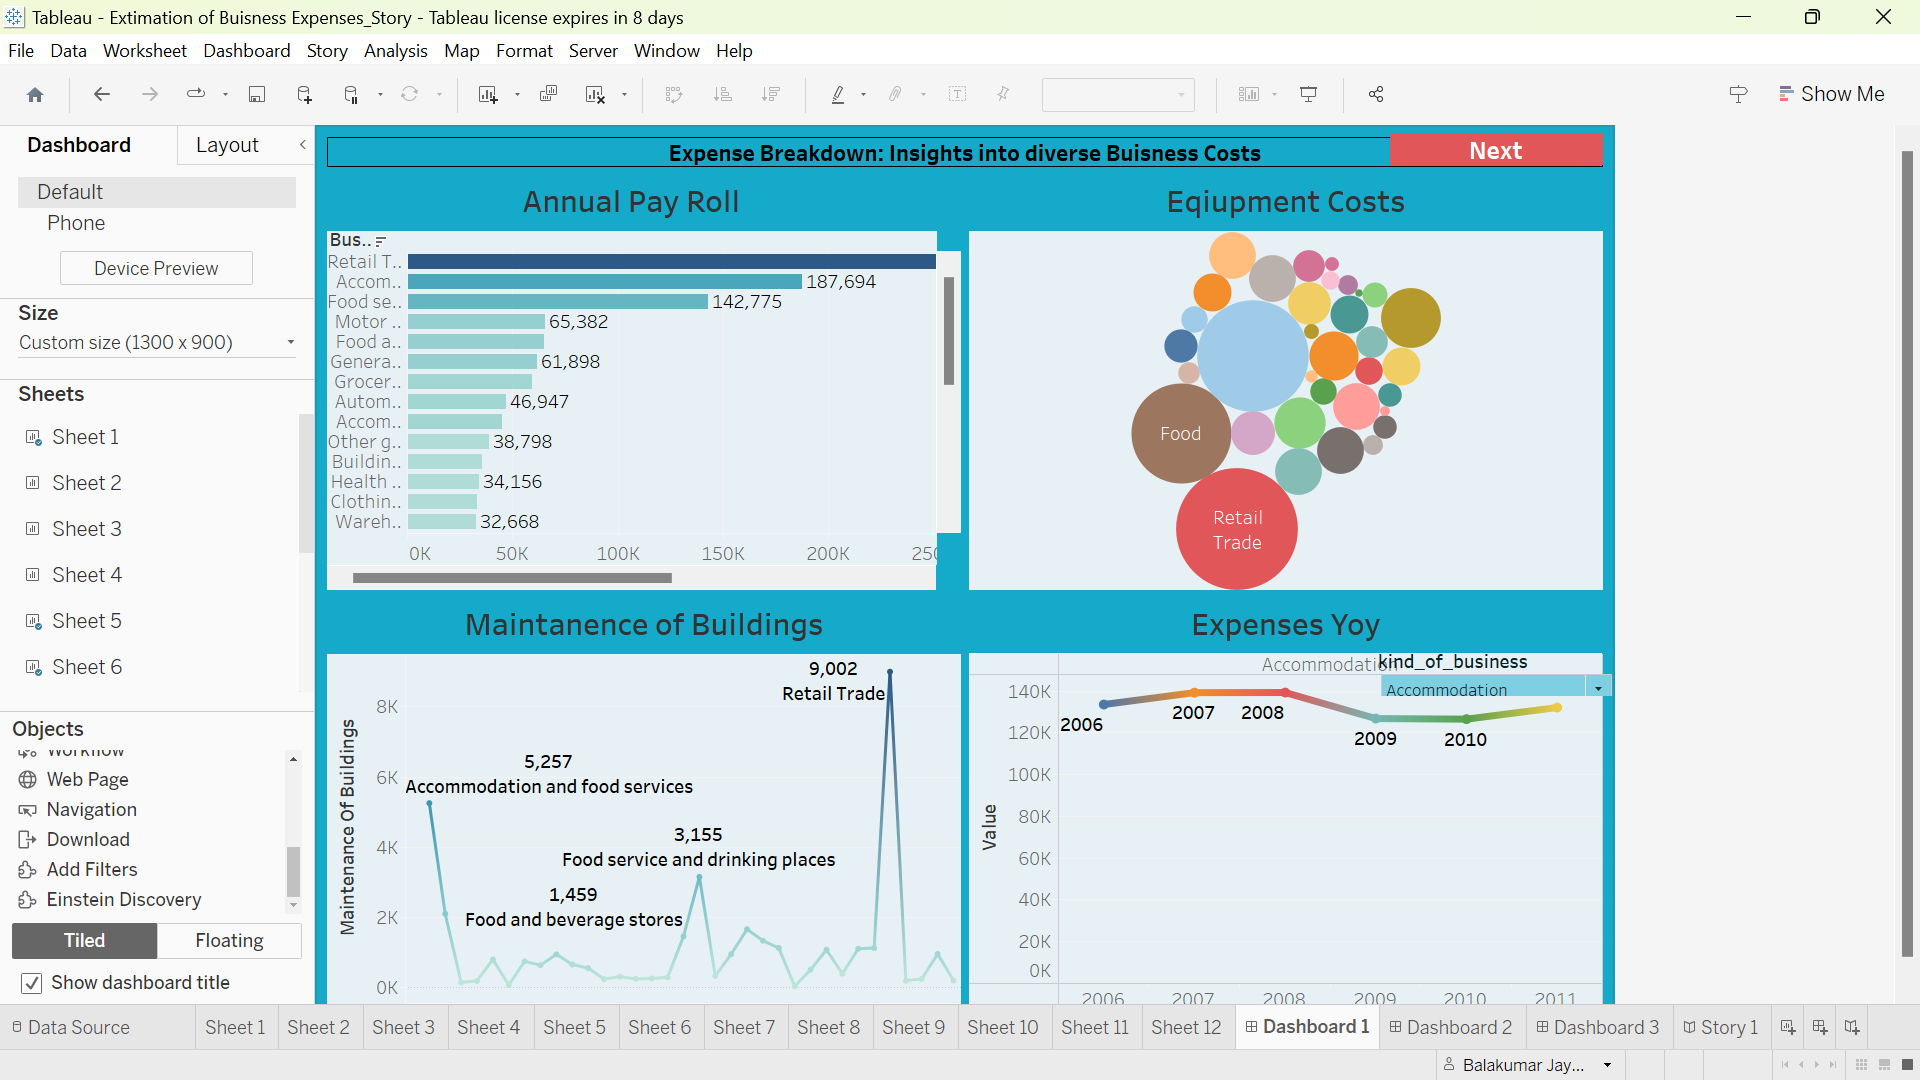 Tableau - Extimation of Buisness Expenses_Story - Tableau license expires in 8 days
File Data Worksheet Dashboard Story Analysis Map Format Server Window Help
Show Me
Dashboard Layout
Default
Phone
Device Preview
Size
Custom size (1300 x 900)
Sheets
Sheet 1
Sheet 2
Sheet 3
Sheet 4
Sheet 5
Sheet 6
Objects
Workflow
Web Page
Navigation
Download
Add Filters
Einstein Discovery
Tiled Floating
Show dashboard title
Expense Breakdown: Insights into diverse Buisness Costs
Next
Annual Pay Roll
Bus..
Retail T..
Accom.. 187,694
Food se.. 142,775
Motor .. 65,382
Food a..
Genera.. 61,898
Grocer..
Autom.. 46,947
Accom..
Other g.. 38,798
Buildin..
Health .. 34,156
Clothin..
Wareh.. 32,668
0K 50K 100K 150K 200K 250
Eqiupment Costs
Food
Retail
Trade
Maintanence of Buildings
Maintenance Of Buildings
8K
6K
4K
2K
0K
9,002
Retail Trade
5,257
Accommodation and food services
3,155
Food service and drinking places
1,459
Food and beverage stores
Expenses Yoy
Accommodation
kind_of_business
Accommodation
Value
140K
120K
100K
80K
60K
40K
20K
0K
2006
2007
2008
2009
2010
2006 2007 2008 2009 2010 2011
Data Source Sheet 1 Sheet 2 Sheet 3 Sheet 4 Sheet 5 Sheet 6 Sheet 7 Sheet 8 Sheet 9 Sheet 10 Sheet 11 Sheet 12 Dashboard 1 Dashboard 2 Dashboard 3 Story 1
Balakumar Jay...